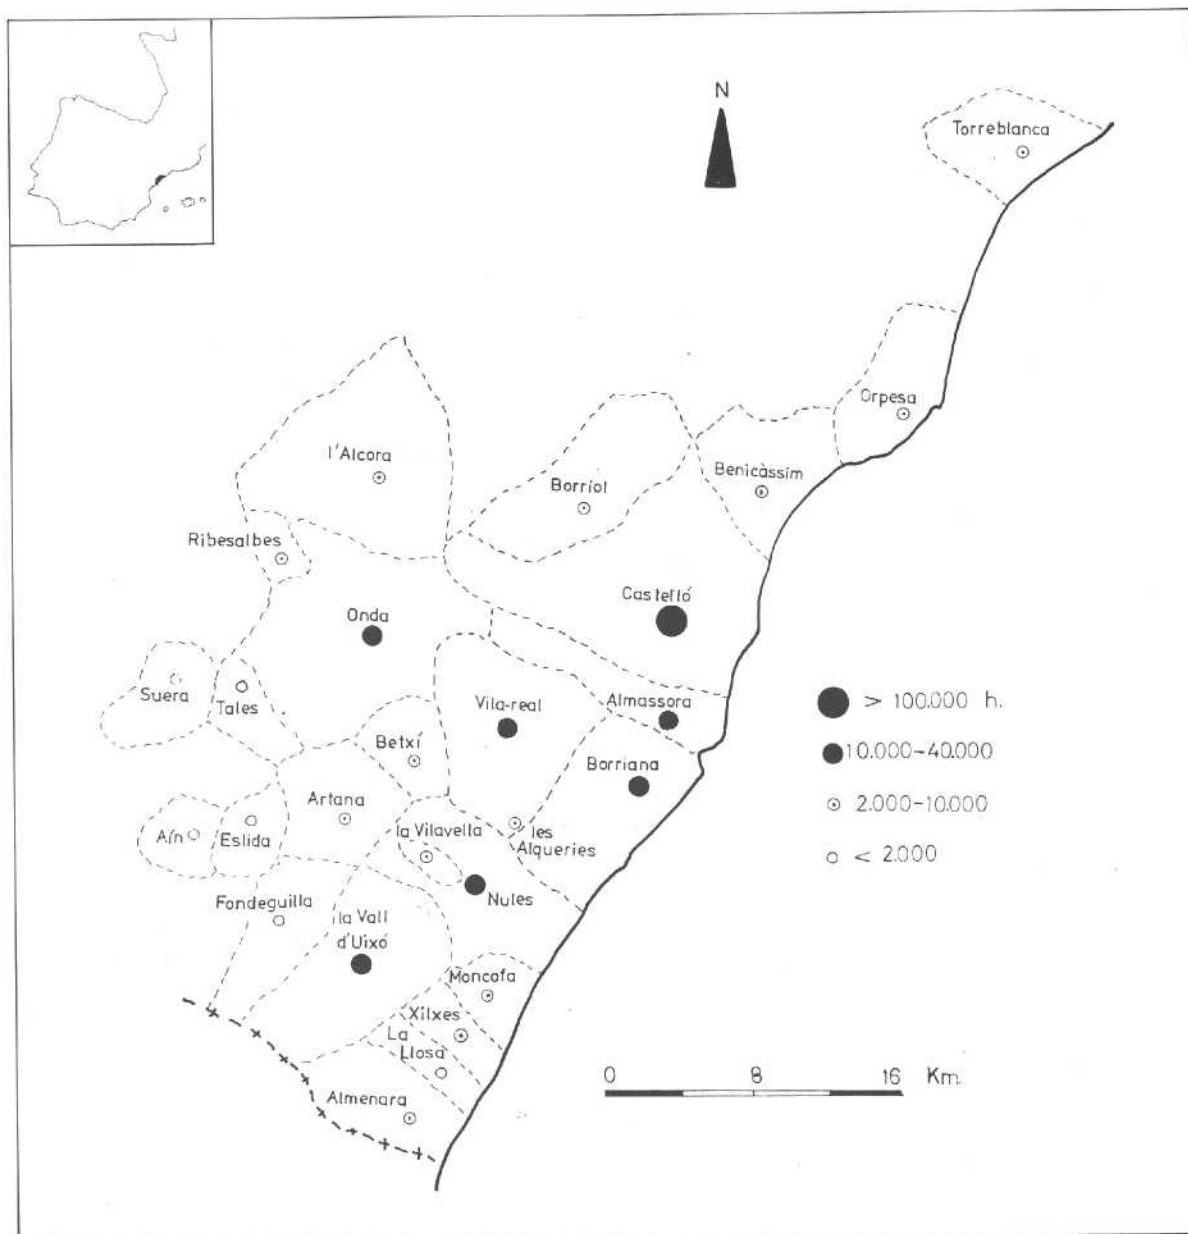 N
Torreblanca
Orpesa
l'Alcora
Benicàssim
Borriol
Ribesalbes
Castelló
Onda
Suera
Tales
Vila-real
Almassora
> 100.000 h.
Betxí
Borriana
10.000-40.000
Artana
2.000-10.000
Aín
Eslida
la Vilavella
les
Alqueries
< 2.000
Fondeguilla
Nules
la Vall
d'Uixó
Moncofa
Xilxes
La
Llosa
Almenara
0 8 16 Km.